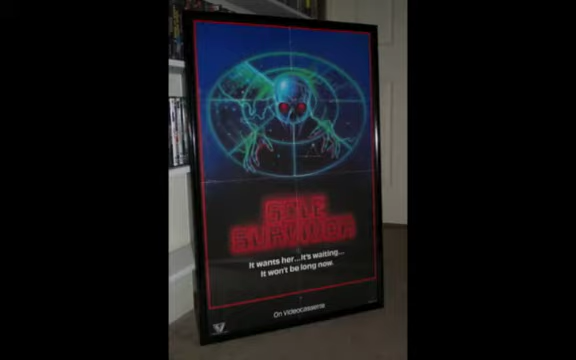 SOLE
SURVIVOR
It wants her...It's waiting...
It won't be long now.
On Videocassette